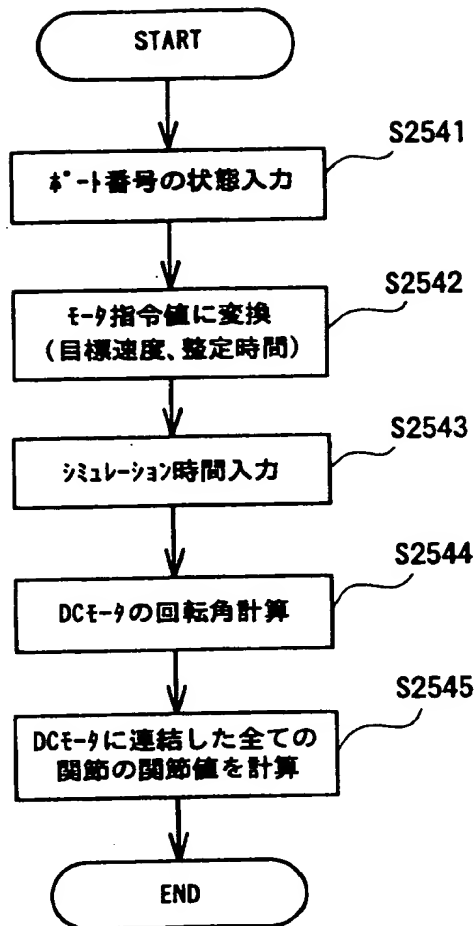 START
S2541
ﾎﾟｰﾄ番号の状態入力
S2542
ﾓｰﾀ指令値に変換
(目標速度、整定時間)
S2543
ｼﾐｭﾚｰｼｮﾝ時間入力
S2544
DCﾓｰﾀの回転角計算
S2545
DCﾓｰﾀに連結した全ての
関節の関節値を計算
END